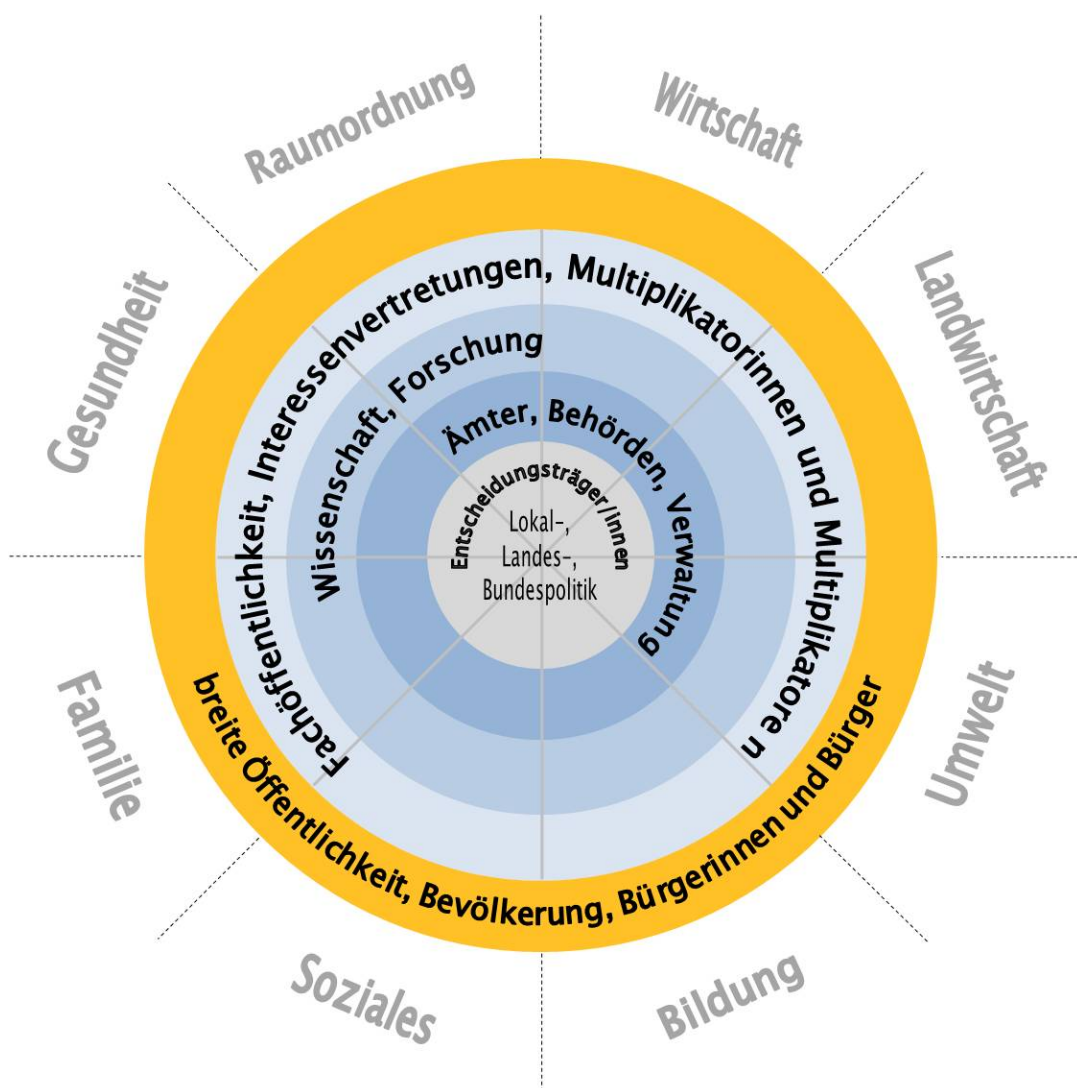 Raumordnung
Wirtschaft
Gesundheit
Landwirtschaft
Fachöffentlichkeit, Interessenvertretungen, Multiplikatorinnen und Multiplikatore n
Wissenschaft, Forschung
Ämter, Behörden, Verwaltung
Entscheidungsträger/innen
Lokal-,
Landes-,
Bundespolitik
Familie
Umwelt
breite Öffentlichkeit, Bevölkerung, Bürgerinnen und Bürger
Soziales
Bildung